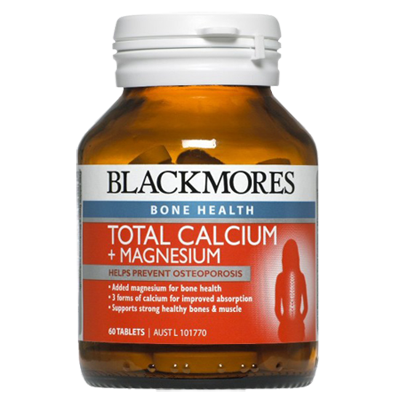 BLACKMORES
BONE HEALTH
TOTAL CALCIUM
+ MAGNESIUM
HELPS PREVENT OSTEOPOROSIS
• Added magnesium for bone health
• 3 forms of calcium for improved absorption
• Supports strong healthy bones & muscle
60 TABLETS | AUST L 101770